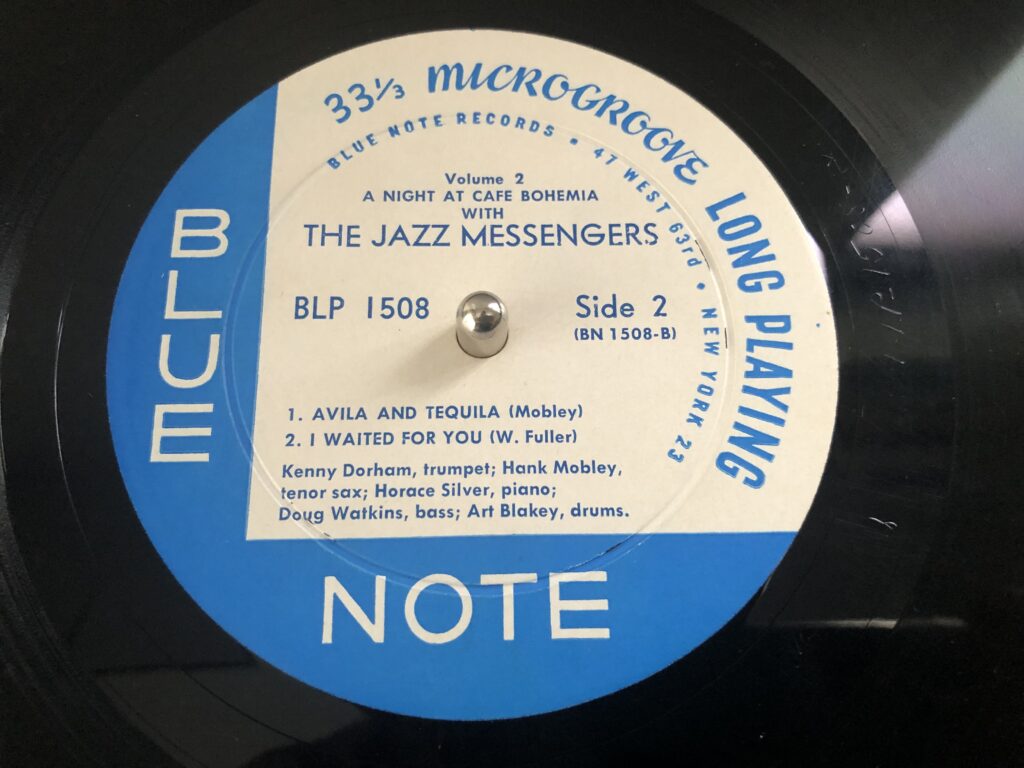 33⅓ MICROGROOVE LONG PLAYING
BLUE NOTE RECORDS • 47 WEST 63rd • NEW YORK 23
Volume 2
A NIGHT AT CAFE BOHEMIA
WITH
THE JAZZ MESSENGERS
BLP 1508
Side 2
(BN 1508-B)
1. AVILA AND TEQUILA (Mobley)
2. I WAITED FOR YOU (W. Fuller)
Kenny Dorham, trumpet; Hank Mobley,
tenor sax; Horace Silver, piano;
Doug Watkins, bass; Art Blakey, drums.
BLUE
NOTE